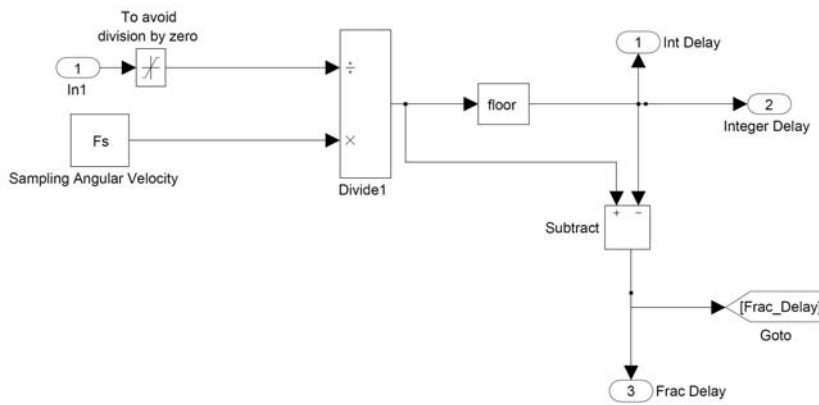 To avoid
division by zero
1
In1
Fs
Sampling Angular Velocity
÷
×
Divide1
floor
1
Int Delay
2
Integer Delay
+ −
Subtract
[Frac_Delay]
Goto
3
Frac Delay